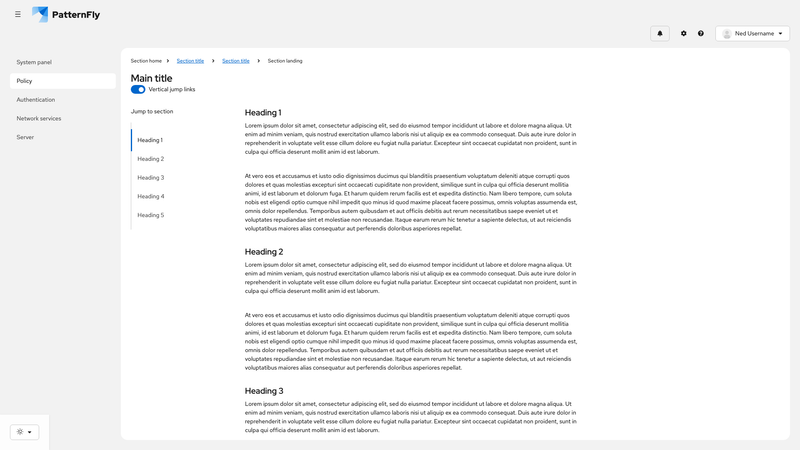 PatternFly
Ned Username
System panel
Policy
Authentication
Network services
Server
Section home
Section title
Section title
Section landing
Main title
Vertical jump links
Jump to section
Heading 1
Heading 2
Heading 3
Heading 4
Heading 5
Heading 1
Lorem ipsum dolor sit amet, consectetur adipiscing elit, sed do eiusmod tempor incididunt ut labore et dolore magna aliqua. Ut
enim ad minim veniam, quis nostrud exercitation ullamco laboris nisi ut aliquip ex ea commodo consequat. Duis aute irure dolor in
reprehenderit in voluptate velit esse cillum dolore eu fugiat nulla pariatur. Excepteur sint occaecat cupidatat non proident, sunt in
culpa qui officia deserunt mollit anim id est laborum.
At vero eos et accusamus et iusto odio dignissimos ducimus qui blanditiis praesentium voluptatum deleniti atque corrupti quos
dolores et quas molestias excepturi sint occaecati cupiditate non provident, similique sunt in culpa qui officia deserunt mollitia
animi, id est laborum et dolorum fuga. Et harum quidem rerum facilis est et expedita distinctio. Nam libero tempore, cum soluta
nobis est eligendi optio cumque nihil impedit quo minus id quod maxime placeat facere possimus, omnis voluptas assumenda est,
omnis dolor repellendus. Temporibus autem quibusdam et aut officiis debitis aut rerum necessitatibus saepe eveniet ut et
voluptates repudiandae sint et molestiae non recusandae. Itaque earum rerum hic tenetur a sapiente delectus, ut aut reiciendis
voluptatibus maiores alias consequatur aut perferendis doloribus asperiores repellat.
Heading 2
Lorem ipsum dolor sit amet, consectetur adipiscing elit, sed do eiusmod tempor incididunt ut labore et dolore magna aliqua. Ut
enim ad minim veniam, quis nostrud exercitation ullamco laboris nisi ut aliquip ex ea commodo consequat. Duis aute irure dolor in
reprehenderit in voluptate velit esse cillum dolore eu fugiat nulla pariatur. Excepteur sint occaecat cupidatat non proident, sunt in
culpa qui officia deserunt mollit anim id est laborum.
At vero eos et accusamus et iusto odio dignissimos ducimus qui blanditiis praesentium voluptatum deleniti atque corrupti quos
dolores et quas molestias excepturi sint occaecati cupiditate non provident, similique sunt in culpa qui officia deserunt mollitia
animi, id est laborum et dolorum fuga. Et harum quidem rerum facilis est et expedita distinctio. Nam libero tempore, cum soluta
nobis est eligendi optio cumque nihil impedit quo minus id quod maxime placeat facere possimus, omnis voluptas assumenda est,
omnis dolor repellendus. Temporibus autem quibusdam et aut officiis debitis aut rerum necessitatibus saepe eveniet ut et
voluptates repudiandae sint et molestiae non recusandae. Itaque earum rerum hic tenetur a sapiente delectus, ut aut reiciendis
voluptatibus maiores alias consequatur aut perferendis doloribus asperiores repellat.
Heading 3
Lorem ipsum dolor sit amet, consectetur adipiscing elit, sed do eiusmod tempor incididunt ut labore et dolore magna aliqua. Ut
enim ad minim veniam, quis nostrud exercitation ullamco laboris nisi ut aliquip ex ea commodo consequat. Duis aute irure dolor in
reprehenderit in voluptate velit esse cillum dolore eu fugiat nulla pariatur. Excepteur sint occaecat cupidatat non proident, sunt in
culpa qui officia deserunt mollit anim id est laborum.